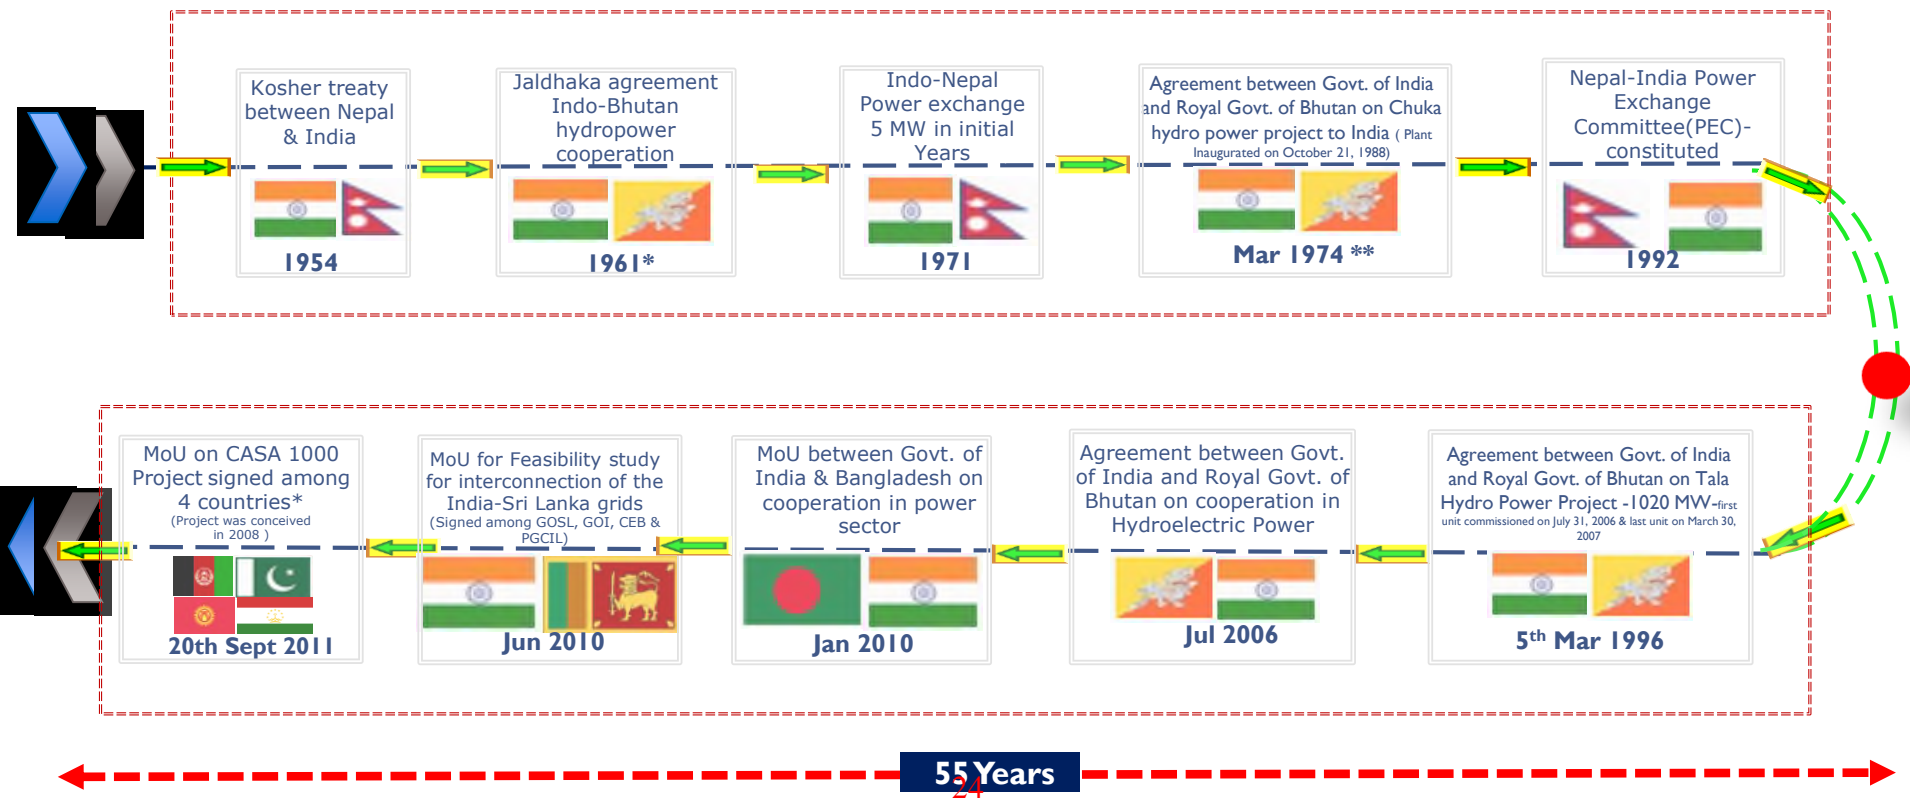 Kosher treaty
between Nepal
& India
1954
Jaldhaka agreement
Indo-Bhutan
hydropower
cooperation
1961*
Indo-Nepal
Power exchange
5 MW in initial
Years
1971
Agreement between Govt. of India
and Royal Govt. of Bhutan on Chuka
hydro power project to India ( Plant
Inaugurated on October 21, 1988)
Mar 1974 **
Nepal-India Power
Exchange
Committee(PEC)-
constituted
1992
MoU on CASA 1000
Project signed among
4 countries*
(Project was conceived
in 2008 )
20th Sept 2011
MoU for Feasibility study
for interconnection of the
India-Sri Lanka grids
(Signed among GOSL, GOI, CEB &
PGCIL)
Jun 2010
MoU between Govt. of
India & Bangladesh on
cooperation in power
sector
Jan 2010
Agreement between Govt.
of India and Royal Govt. of
Bhutan on cooperation in
Hydroelectric Power
Jul 2006
Agreement between Govt. of India
and Royal Govt. of Bhutan on Tala
Hydro Power Project -1020 MW-first
unit commissioned on July 31, 2006 & last unit on March 30,
2007
5th Mar 1996
55 Years
24